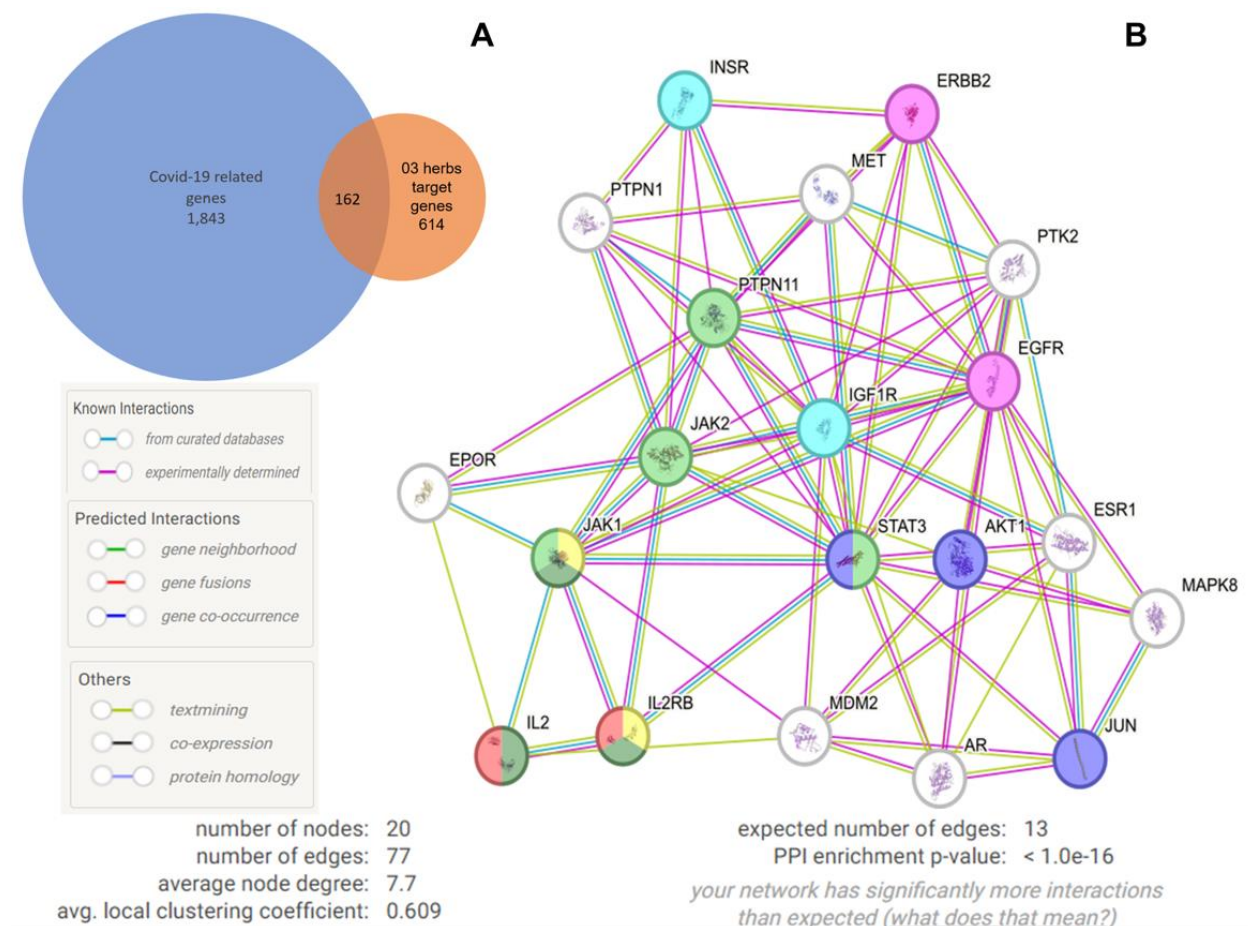 A
B
Covid-19 related
genes
1,843
162
03 herbs
target
genes
614
INSR
ERBB2
MET
PTPN1
PTK2
PTPN11
EGFR
IGF1R
JAK2
EPOR
ESR1
JAK1
STAT3
AKT1
MAPK8
IL2RB
MDM2
IL2
JUN
AR
Known Interactions
from curated databases
experimentally determined
Predicted Interactions
gene neighborhood
gene fusions
gene co-occurrence
Others
textmining
co-expression
protein homology
number of nodes: 20
number of edges: 77
average node degree: 7.7
avg. local clustering coefficient: 0.609
expected number of edges: 13
PPI enrichment p-value: < 1.0e-16
your network has significantly more interactions
than expected (what does that mean?)